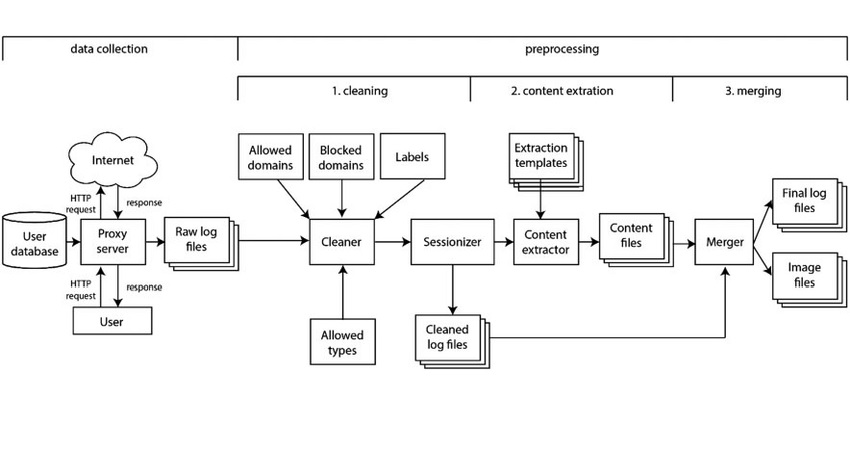 data collection
preprocessing
1. cleaning
2. content extration
3. merging
Internet
HTTP
request
response
User
database
Proxy
server
Raw log
files
HTTP
request
response
User
Allowed
domains
Blocked
domains
Labels
Cleaner
Allowed
types
Sessionizer
Cleaned
log files
Extraction
templates
Content
extractor
Content
files
Merger
Final log
files
Image
files